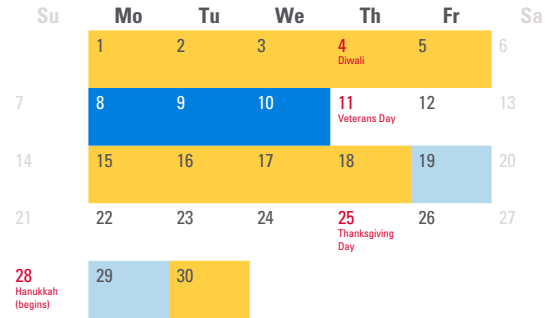 Su Mo Tu We Th Fr Sa
1 2 3 4 5 6
Diwali
7 8 9 10 11 12 13
Veterans Day
14 15 16 17 18 19 20
21 22 23 24 25 26 27
Thanksgiving
Day
28 29 30
Hanukkah
(begins)